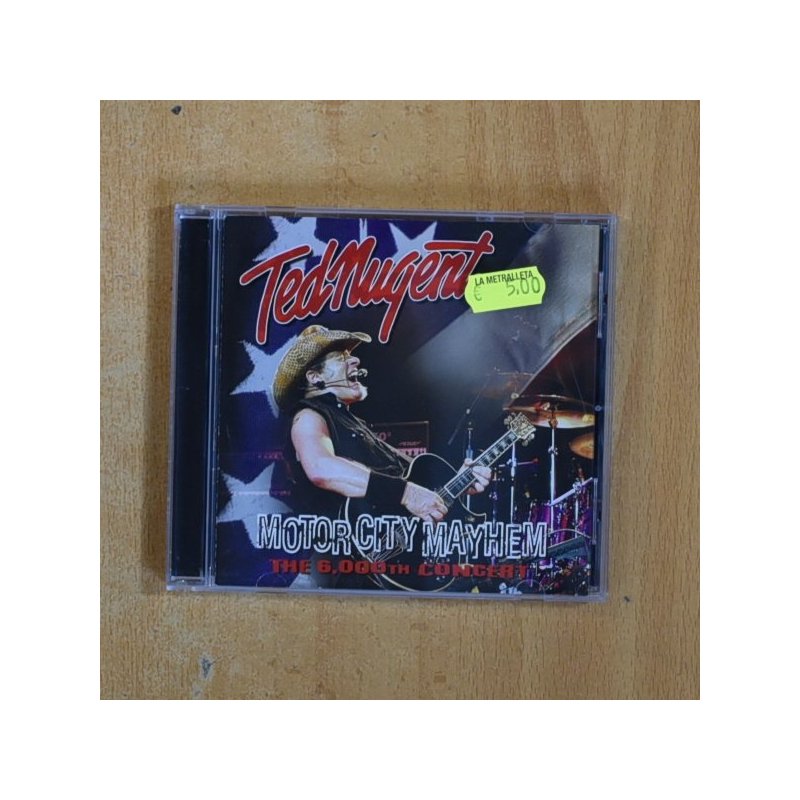 Ted Nugent
LA METRALLETA
€ 5,00
MOTOR CITY MAYHEM
THE 6,000TH CONCERT